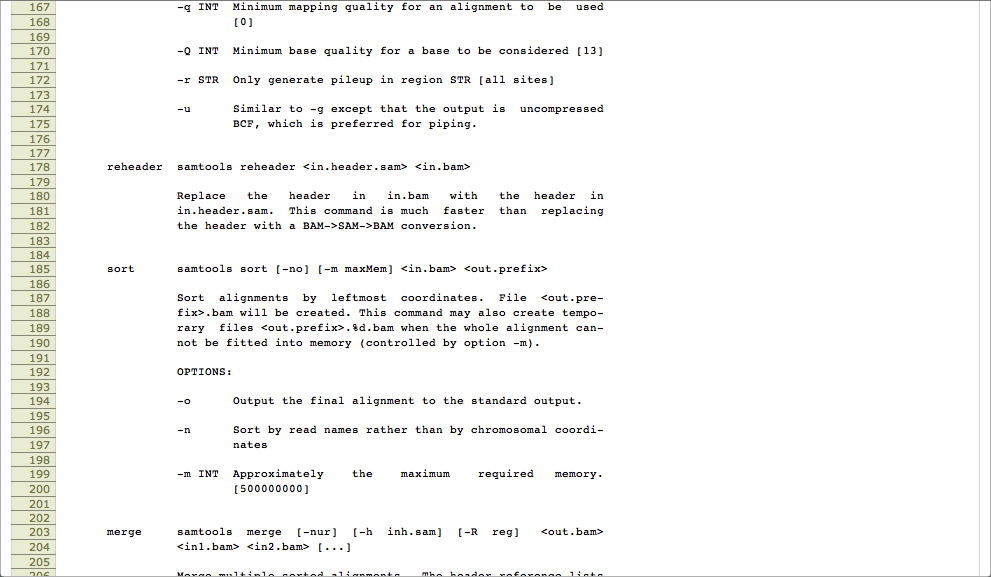 167 -q INT Minimum mapping quality for an alignment to be used
168 [0]
169
170 -Q INT Minimum base quality for a base to be considered [13]
171
172 -r STR Only generate pileup in region STR [all sites]
173
174 -u Similar to -g except that the output is uncompressed
175 BCF, which is preferred for piping.
176
177
178 reheader samtools reheader <in.header.sam> <in.bam>
179
180 Replace the header in in.bam with the header in
181 in.header.sam. This command is much faster than replacing
182 the header with a BAM->SAM->BAM conversion.
183
184
185 sort samtools sort [-no] [-m maxMem] <in.bam> <out.prefix>
186
187 Sort alignments by leftmost coordinates. File <out.pre-
188 fix>.bam will be created. This command may also create tempo-
189 rary files <out.prefix>.%d.bam when the whole alignment can-
190 not be fitted into memory (controlled by option -m).
191
192 OPTIONS:
193
194 -o Output the final alignment to the standard output.
195
196 -n Sort by read names rather than by chromosomal coordi-
197 nates
198
199 -m INT Approximately the maximum required memory.
200 [500000000]
201
202
203 merge samtools merge [-nur] [-h inh.sam] [-R reg] <out.bam>
204 <in1.bam> <in2.bam> [...]
205
206 Merge multiple sorted alignments. The header reference lists